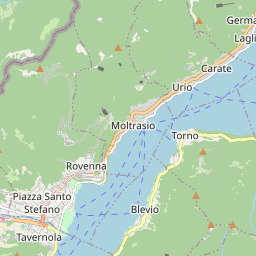 Germa
Lagli
Carate
Urio
Moltrasio
Torno
Rovenna
Piazza Santo
Stefano
Blevio
Tavernola